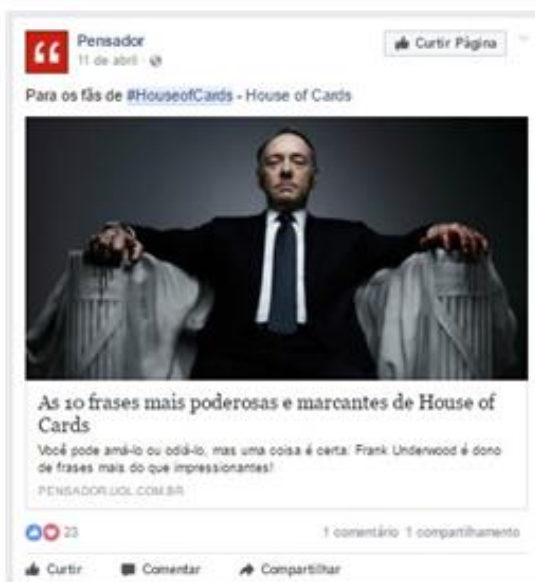 Pensador
11 de abril
Curtir Página
Para os fãs de #HouseofCards - House of Cards
As 10 frases mais poderosas e marcantes de House of
Cards
Você pode amá-lo ou odiá-lo, mas uma coisa é certa: Frank Underwood é dono
de frases mais do que impressionantes!
PENSADOR.UOL.COM.BR
23
1 comentário 1 compartilhamento
Curtir Comentar Compartilhar